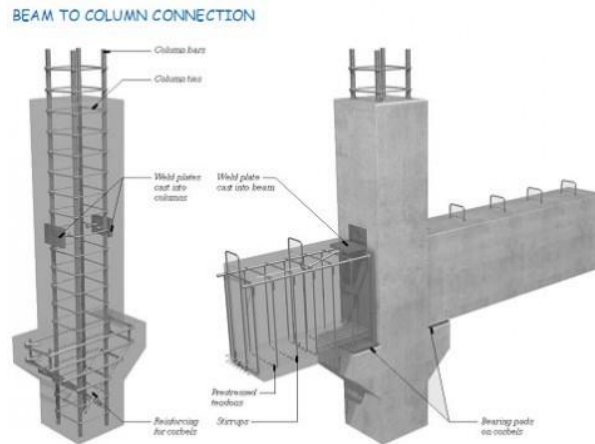 BEAM TO COLUMN CONNECTION
Column bars
Column ties
Weld plates
cast into
columns
Weld plate
cast into beam
Prestressed
tendons
Stirrups
Reinforcing
for corbels
Bearing pads
on corbels